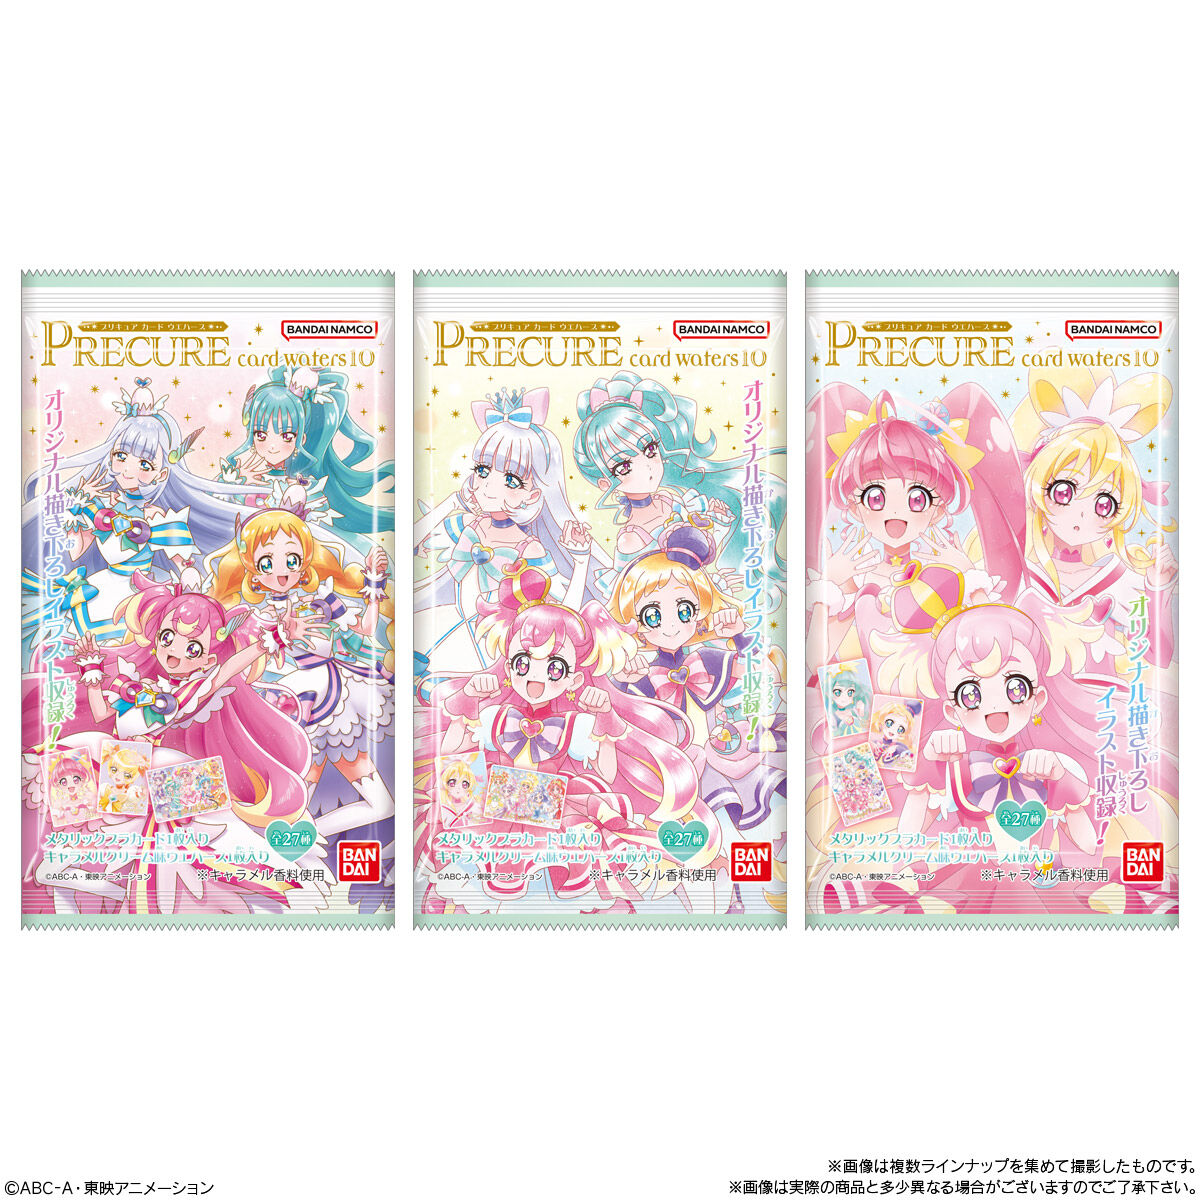 プリキュア カード ウエハース
BANDAI NAMCO
PRECURE card wafers10
オリジナル描き下ろしイラスト収録!
メタリックプラカード1枚入り
キャラメルクリーム味ウエハース1枚入り
全27種
©ABC-A・東映アニメーション
※キャラメル香料使用
BAN
DAI
プリキュア カード ウエハース
BANDAI NAMCO
PRECURE card wafers10
オリジナル描き下ろしイラスト収録!
メタリックプラカード1枚入り
キャラメルクリーム味ウエハース1枚入り
全27種
©ABC-A・東映アニメーション
※キャラメル香料使用
BAN
DAI
プリキュア カード ウエハース
BANDAI NAMCO
PRECURE card wafers10
オリジナル描き下ろし
イラスト収録!
メタリックプラカード1枚入り
キャラメルクリーム味ウエハース1枚入り
全27種
©ABC-A・東映アニメーション
※キャラメル香料使用
BAN
DAI
※画像は複数ラインナップを集めて撮影したものです。
※画像は実際の商品と多少異なる場合がございますのでご了承下さい。
©ABC-A・東映アニメーション